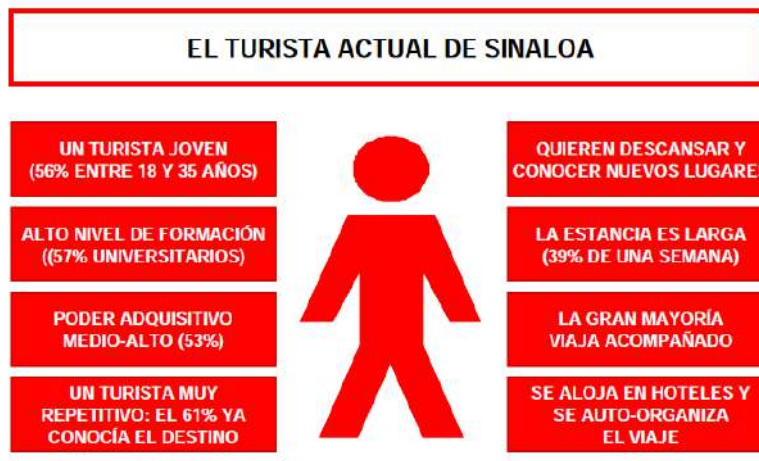 EL TURISTA ACTUAL DE SINALOA
UN TURISTA JOVEN
(56% ENTRE 18 Y 35 AÑOS)
ALTO NIVEL DE FORMACIÓN
((57% UNIVERSITARIOS)
PODER ADQUISITIVO
MEDIO-ALTO (53%)
UN TURISTA MUY
REPETITIVO: EL 61% YA
CONOCÍA EL DESTINO
QUIEREN DESCANSAR Y
CONOCER NUEVOS LUGARES
LA ESTANCIA ES LARGA
(39% DE UNA SEMANA)
LA GRAN MAYORÍA
VIAJA ACOMPAÑADO
SE ALOJA EN HOTELES Y
SE AUTO-ORGANIZA
EL VIAJE